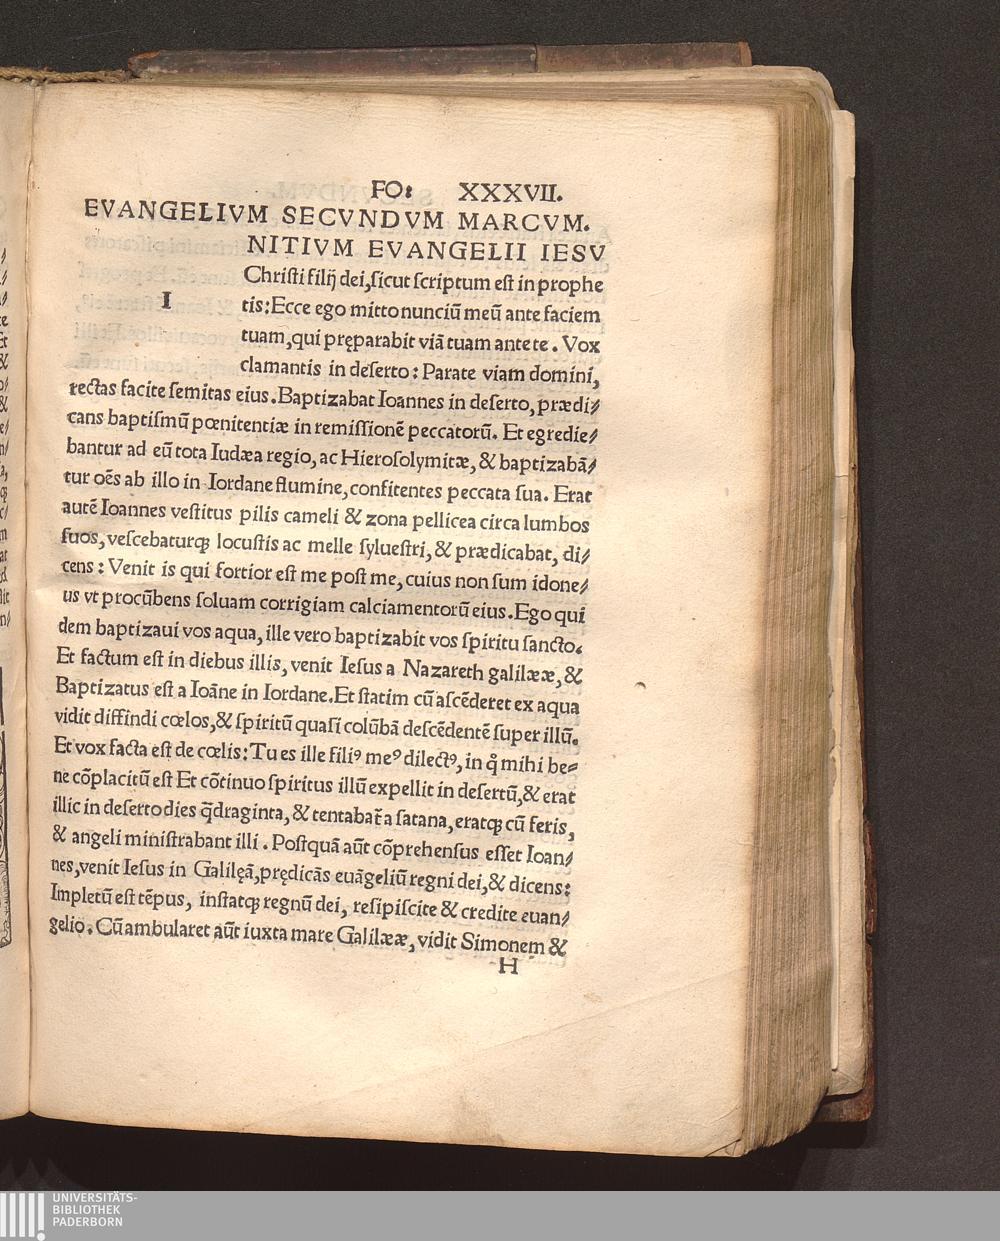 FO: XXXVII.
EVANGELIVM SECVNDVM MARCVM.
NITIVM EVANGELII IESV
Chriſti filij dei, ſicut ſcriptum eſt in prophe
I
tis: Ecce ego mitto nunciū meū ante faciem
tuam, qui pręparabit viā tuam ante te. Vox
clamantis in deſerto: Parate viam domini,
rectas facite ſemitas eius. Baptizabat Ioannes in deſerto, prædi/
cans baptiſmū pœnitentiæ in remiſſionē peccatorū. Et egredie/
bantur ad eū tota Iudæa regio, ac Hieroſolymitæ, & baptizabā/
tur oēs ab illo in Iordane flumine, confitentes peccata ſua. Erat
autē Ioannes veſtitus pilis cameli & zona pellicea circa lumbos
ſuos, veſcebaturqꝫ locuſtis ac melle ſylueſtri, & prædicabat, di/
cens: Venit is qui fortior eſt me poſt me, cuius non ſum idone/
us vt procūbens ſoluam corrigiam calciamentorū eius. Ego qui
dem baptizaui vos aqua, ille vero baptizabit vos ſpiritu ſancto.
Et factum eſt in diebus illis, venit Ieſus a Nazareth galilææ, &
Baptizatus eſt a Ioāne in Iordane. Et ſtatim cū aſcēderet ex aqua
vidit diffindi cœlos, & ſpiritū quaſi colūbā deſcēdentē ſuper illū.
Et vox facta eſt de cœlis: Tu es ille filiꝰ meꝰ dilectꝰ, in q̊ mihi be=
ne cōplacitū eſt Et cōtinuo ſpiritus illū expellit in deſertū, & erat
illic in deſerto dies q̄draginta, & tentabat̄ a ſatana, eratqꝫ cū feris,
& angeli miniſtrabant illi. Poſtquā aūt cōprehenſus eſſet Ioan/
nes, venit Ieſus in Galilęā, prędicās euāgeliū regni dei, & dicens:
Impletū eſt tēpus, inſtatqꝫ regnū dei, reſipiſcite & credite euan/
gelio. Cū ambularet aūt iuxta mare Galilææ, vidit Simonem &
H
UNIVERSITÄTS-
BIBLIOTHEK
PADERBORN